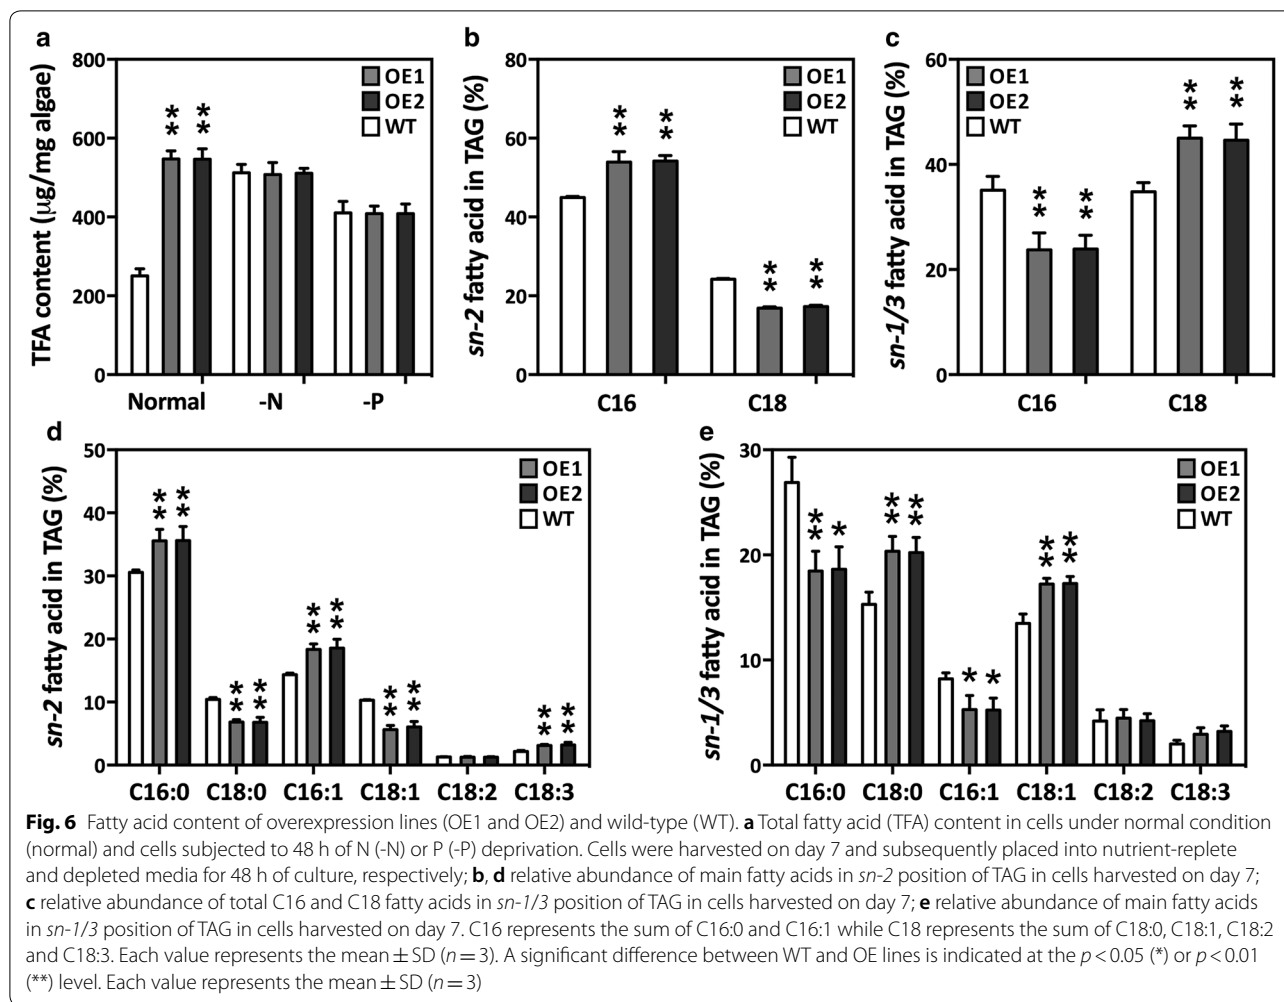 a
TFA content (µg/mg algae)
800
600
400
200
0
OE1
OE2
WT
** **
Normal -N -P
b
sn-2 fatty acid in TAG (%)
80
60
40
20
0
OE1
OE2
WT
** **
** **
C16 C18
c
sn-1/3 fatty acid in TAG (%)
60
40
20
0
OE1
OE2
WT
** **
** **
C16 C18
d
sn-2 fatty acid in TAG (%)
50
40
30
20
10
0
OE1
OE2
WT
** ** ** ** ** ** ** ** ** **
C16:0 C18:0 C16:1 C18:1 C18:2 C18:3
e
sn-1/3 fatty acid in TAG (%)
30
20
10
0
OE1
OE2
WT
** * ** ** * * ** **
C16:0 C18:0 C16:1 C18:1 C18:2 C18:3
Fig. 6 Fatty acid content of overexpression lines (OE1 and OE2) and wild-type (WT). a Total fatty acid (TFA) content in cells under normal condition
(normal) and cells subjected to 48 h of N (-N) or P (-P) deprivation. Cells were harvested on day 7 and subsequently placed into nutrient-replete
and depleted media for 48 h of culture, respectively; b, d relative abundance of main fatty acids in sn-2 position of TAG in cells harvested on day 7;
c relative abundance of total C16 and C18 fatty acids in sn-1/3 position of TAG in cells harvested on day 7; e relative abundance of main fatty acids
in sn-1/3 position of TAG in cells harvested on day 7. C16 represents the sum of C16:0 and C16:1 while C18 represents the sum of C18:0, C18:1, C18:2
and C18:3. Each value represents the mean ± SD (n = 3). A significant difference between WT and OE lines is indicated at the p < 0.05 (*) or p < 0.01
(**) level. Each value represents the mean ± SD (n = 3)